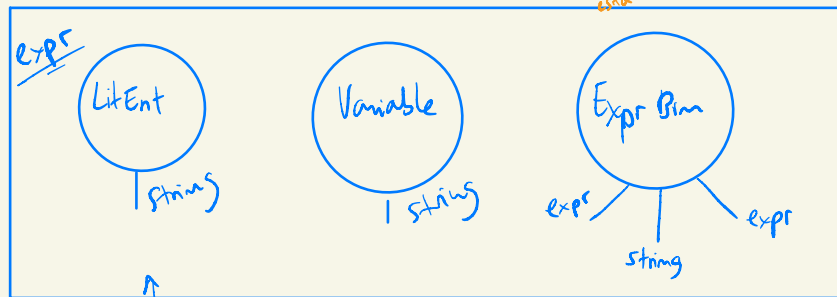 expr
LitEnt
Variable
Expr Bin
string
string
expr
string
expr